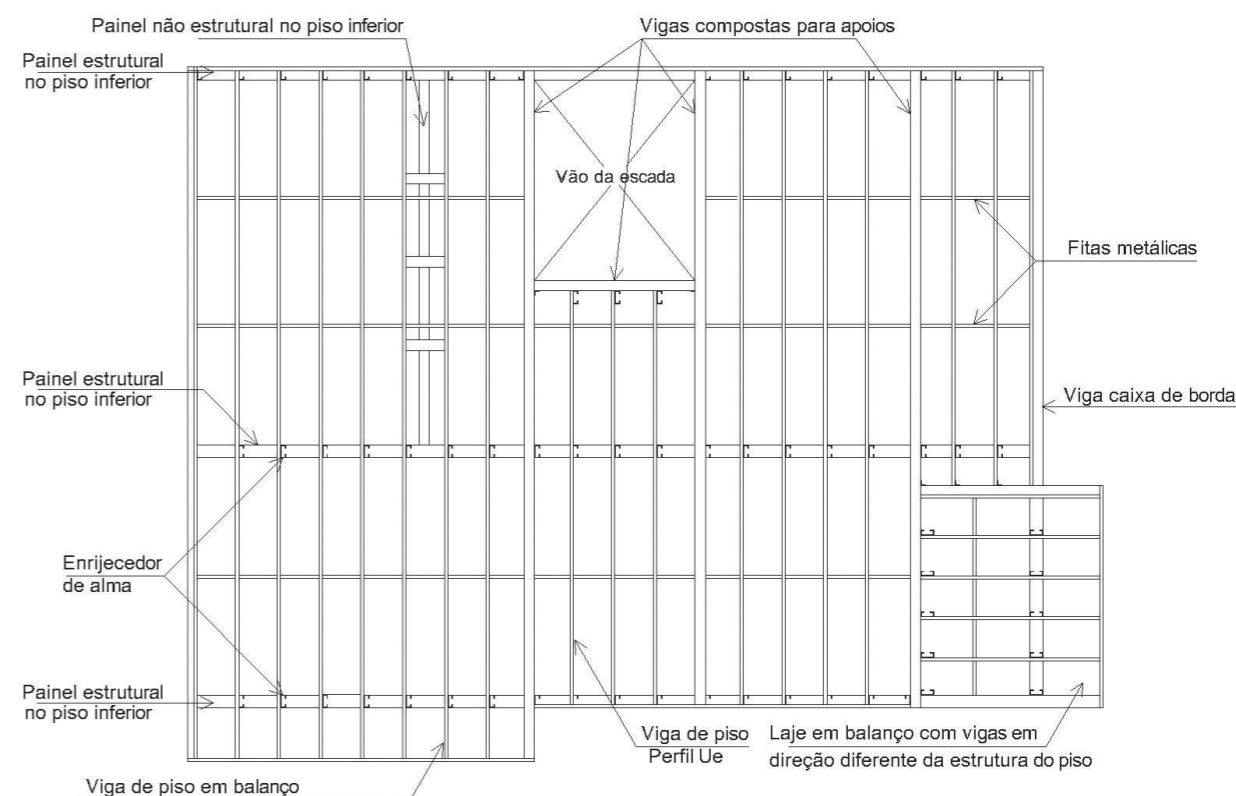 Painel não estrutural no piso inferior
Vigas compostas para apoios
Painel estrutural
no piso inferior
Vão da escada
Fitas metálicas
Painel estrutural
no piso inferior
Viga caixa de borda
Enrijecedor
de alma
Painel estrutural
no piso inferior
Viga de piso
Perfil Ue
Laje em balanço com vigas em
direção diferente da estrutura do piso
Viga de piso em balanço